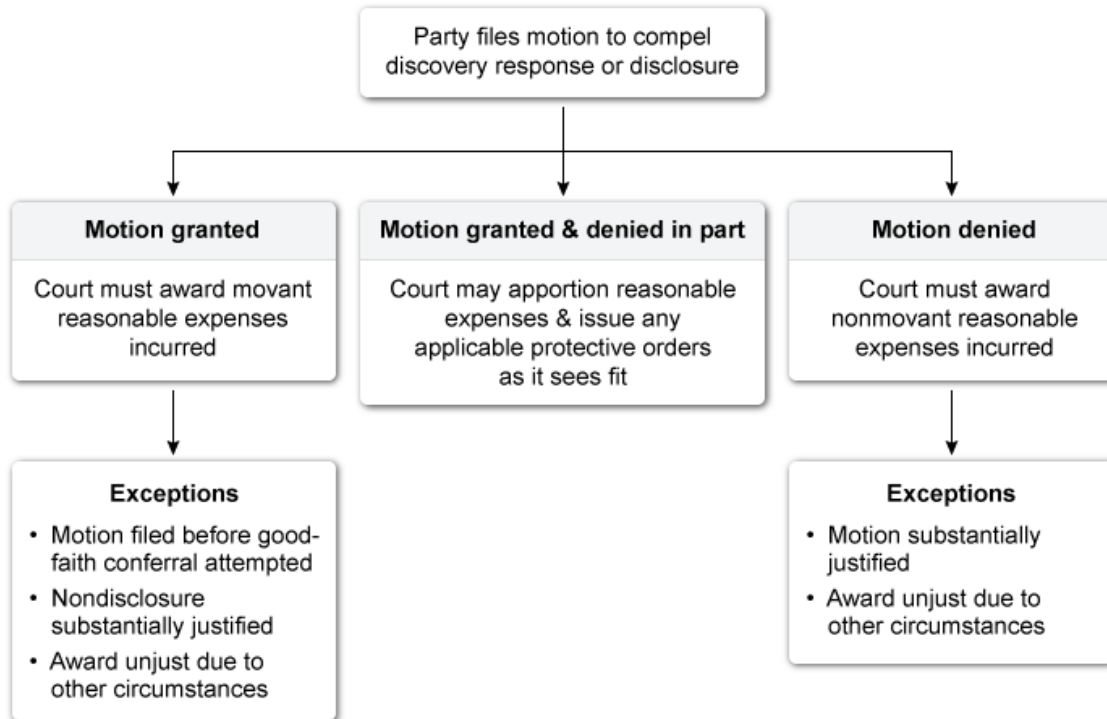 Party files motion to compel
discovery response or disclosure
Motion granted
Court must award movant
reasonable expenses
incurred
Motion granted & denied in part
Court may apportion reasonable
expenses & issue any
applicable protective orders
as it sees fit
Motion denied
Court must award
nonmovant reasonable
expenses incurred
Exceptions
• Motion filed before good-
faith conferral attempted
• Nondisclosure
substantially justified
• Award unjust due to
other circumstances
Exceptions
• Motion substantially
justified
• Award unjust due to
other circumstances